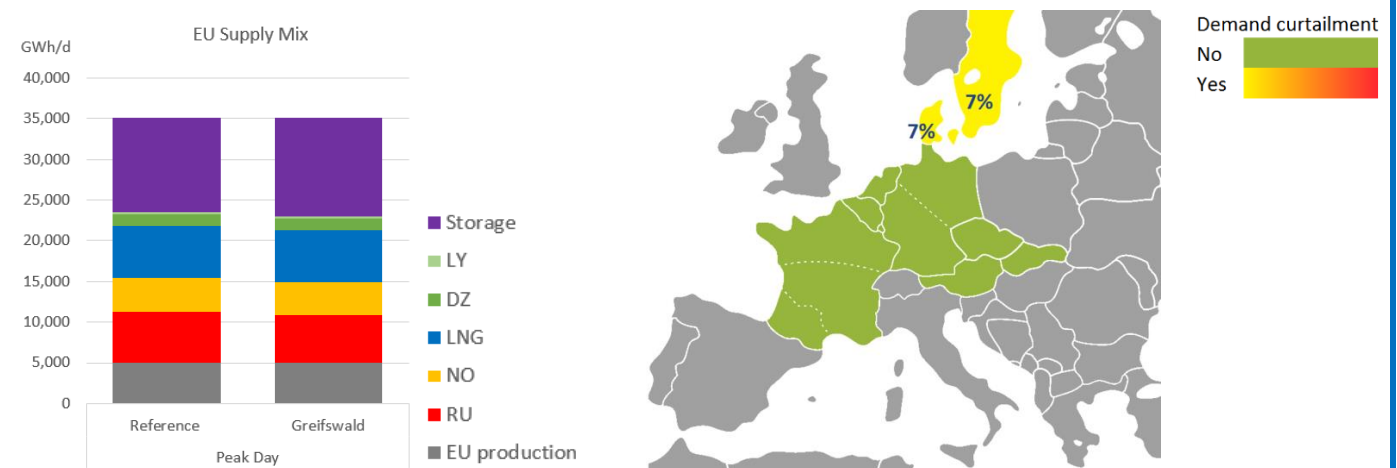 EU Supply Mix
GWh/d
40,000
35,000
30,000
25,000
20,000
15,000
10,000
5,000
0
Reference Greifswald
Peak Day
Storage
LY
DZ
LNG
NO
RU
EU production
7%
7%
Demand curtailment
No
Yes